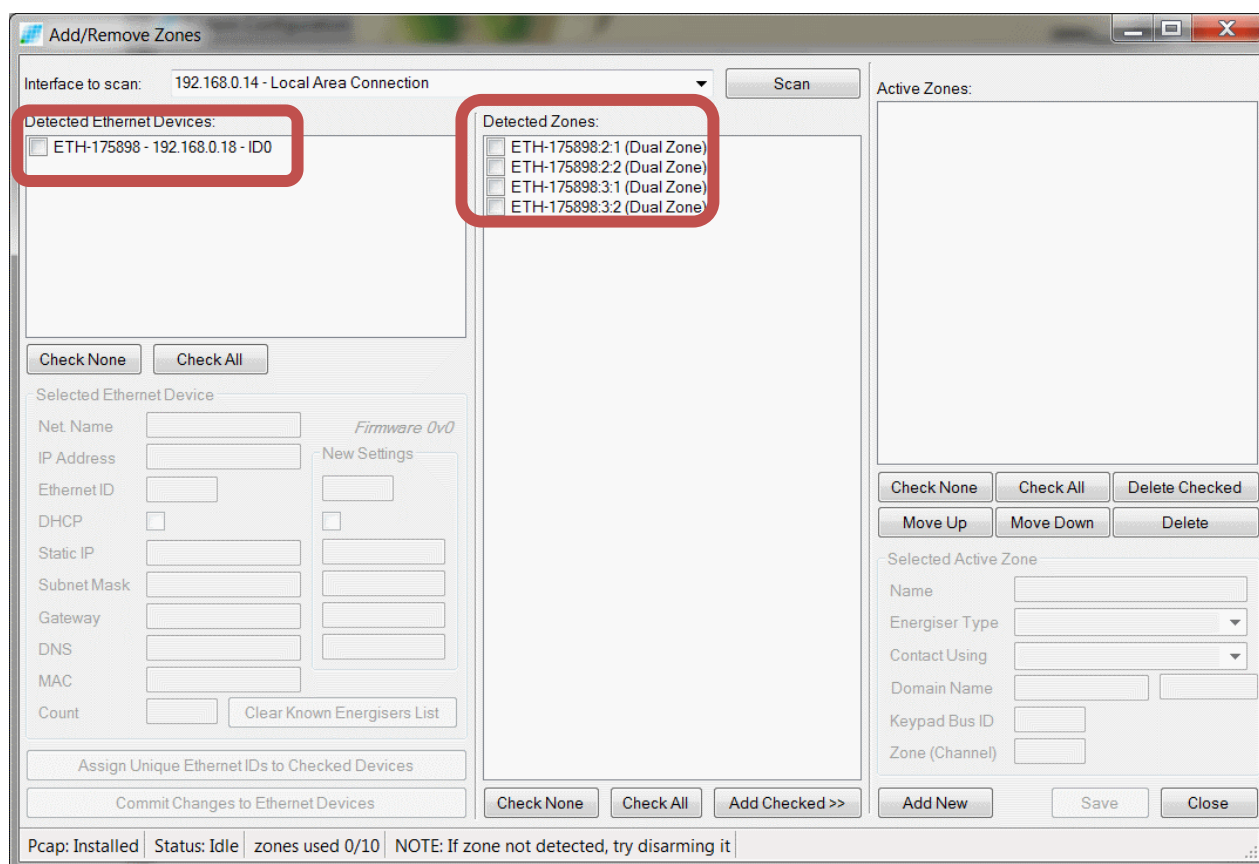 Add/Remove Zones
Interface to scan: 192.168.0.14 - Local Area Connection Scan
Detected Ethernet Devices:
ETH-175898 - 192.168.0.18 - ID0
Check None Check All
Selected Ethernet Device
Net. Name Firmware 0v0
IP Address New Settings
Ethernet ID
DHCP
Static IP
Subnet Mask
Gateway
DNS
MAC
Count Clear Known Energisers List
Assign Unique Ethernet IDs to Checked Devices
Commit Changes to Ethernet Devices
Detected Zones:
ETH-175898:2:1 (Dual Zone)
ETH-175898:2:2 (Dual Zone)
ETH-175898:3:1 (Dual Zone)
ETH-175898:3:2 (Dual Zone)
Check None Check All Add Checked >>
Active Zones:
Check None Check All Delete Checked
Move Up Move Down Delete
Selected Active Zone
Name
Energiser Type
Contact Using
Domain Name
Keypad Bus ID
Zone (Channel)
Add New Save Close
Pcap: Installed Status: Idle zones used 0/10 NOTE: If zone not detected, try disarming it